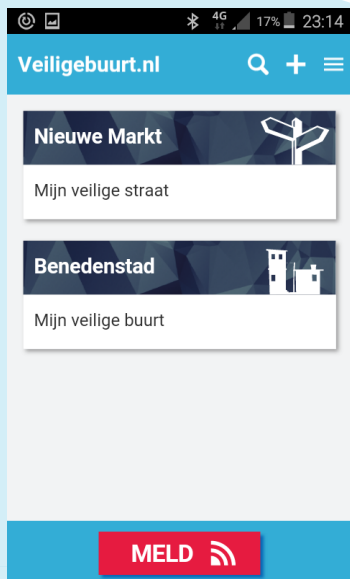 4G 17% 23:14
Veiligebuurt.nl
Nieuwe Markt
Mijn veilige straat
Benedenstad
Mijn veilige buurt
MELD